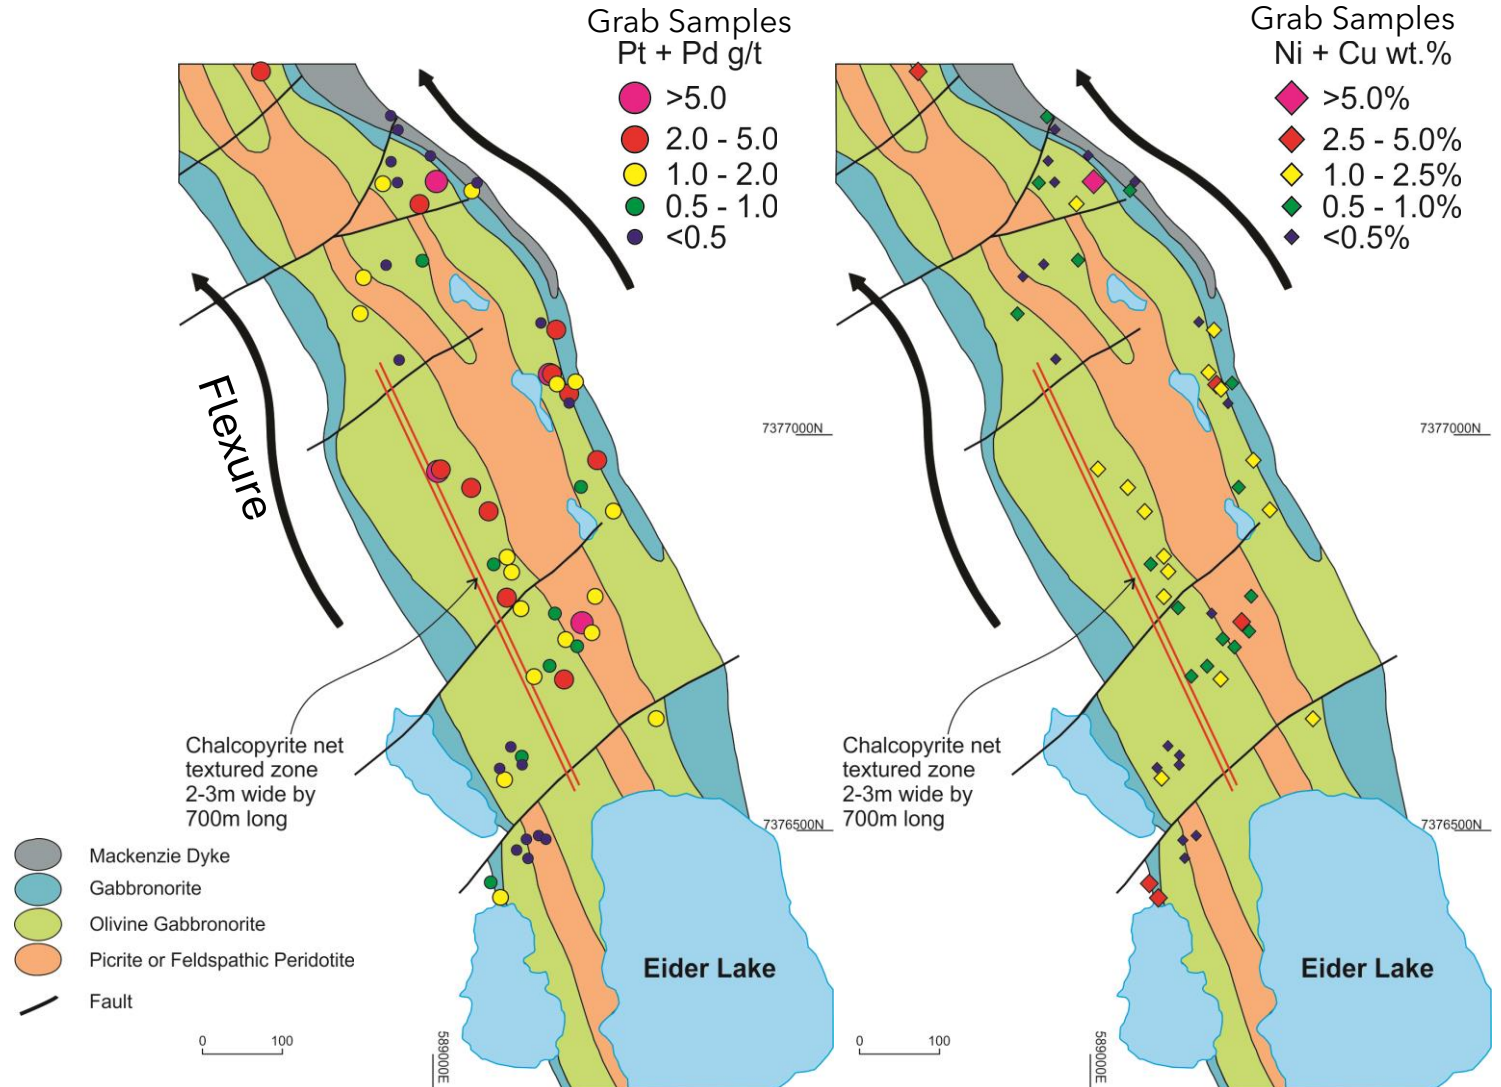 Grab Samples
Pt + Pd g/t
>5.0
2.0 - 5.0
1.0 - 2.0
0.5 - 1.0
<0.5
Grab Samples
Ni + Cu wt.%
>5.0%
2.5 - 5.0%
1.0 - 2.5%
0.5 - 1.0%
<0.5%
Flexure
7377000N
7377000N
Chalcopyrite net
textured zone
2-3m wide by
700m long
Chalcopyrite net
textured zone
2-3m wide by
700m long
7376500N
7376500N
Mackenzie Dyke
Gabbronorite
Olivine Gabbronorite
Picrite or Feldspathic Peridotite
Fault
Eider Lake
Eider Lake
0 100
589000E
0 100
589000E